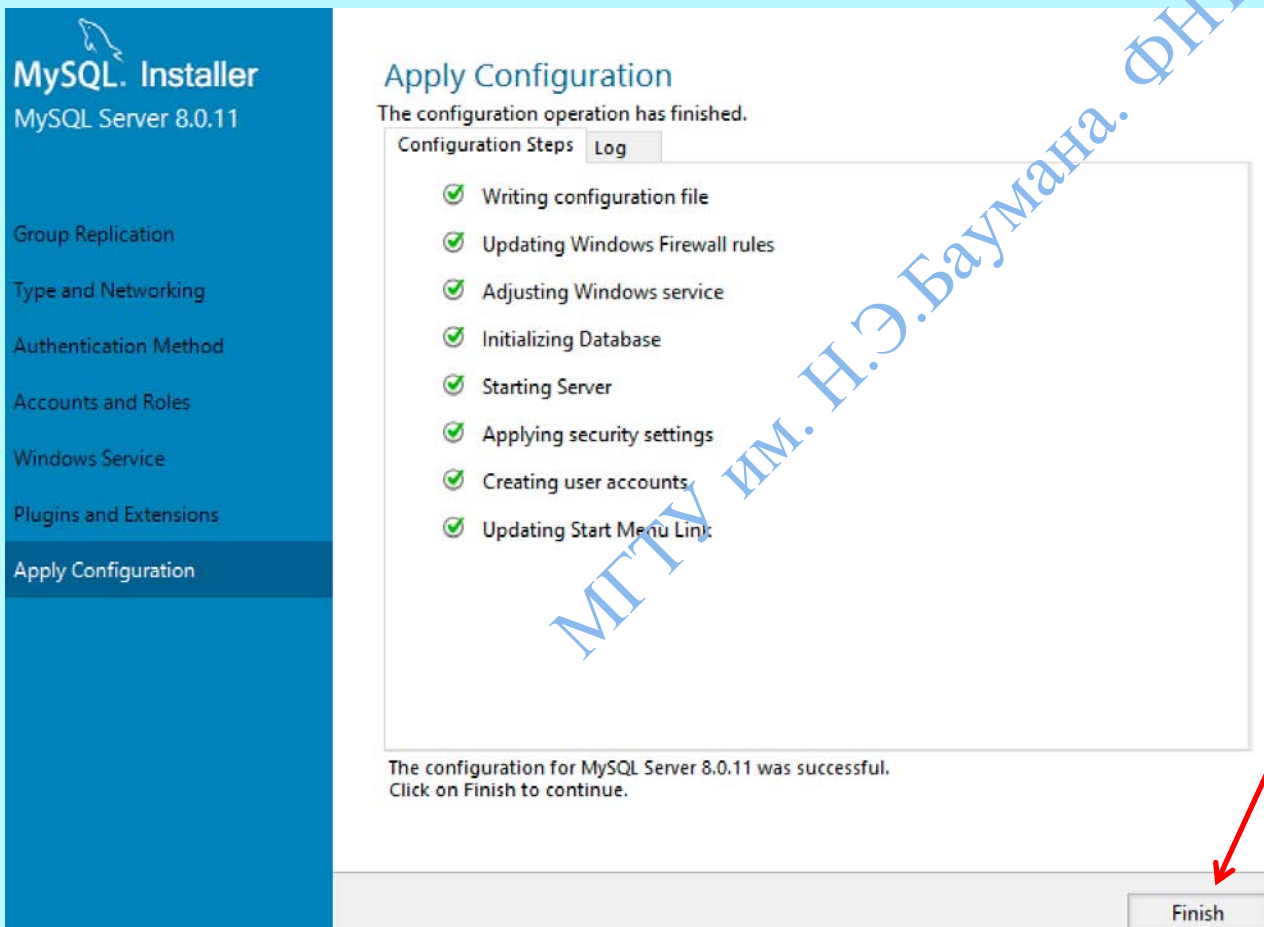 MySQL. Installer
MySQL Server 8.0.11
Group Replication
Type and Networking
Authentication Method
Accounts and Roles
Windows Service
Plugins and Extensions
Apply Configuration
Apply Configuration
The configuration operation has finished.
Configuration Steps Log
Writing configuration file
Updating Windows Firewall rules
Adjusting Windows service
Initializing Database
Starting Server
Applying security settings
Creating user accounts
Updating Start Menu Link
The configuration for MySQL Server 8.0.11 was successful.
Click on Finish to continue.
Finish
МГТУ им. Н.Э.Баумана.